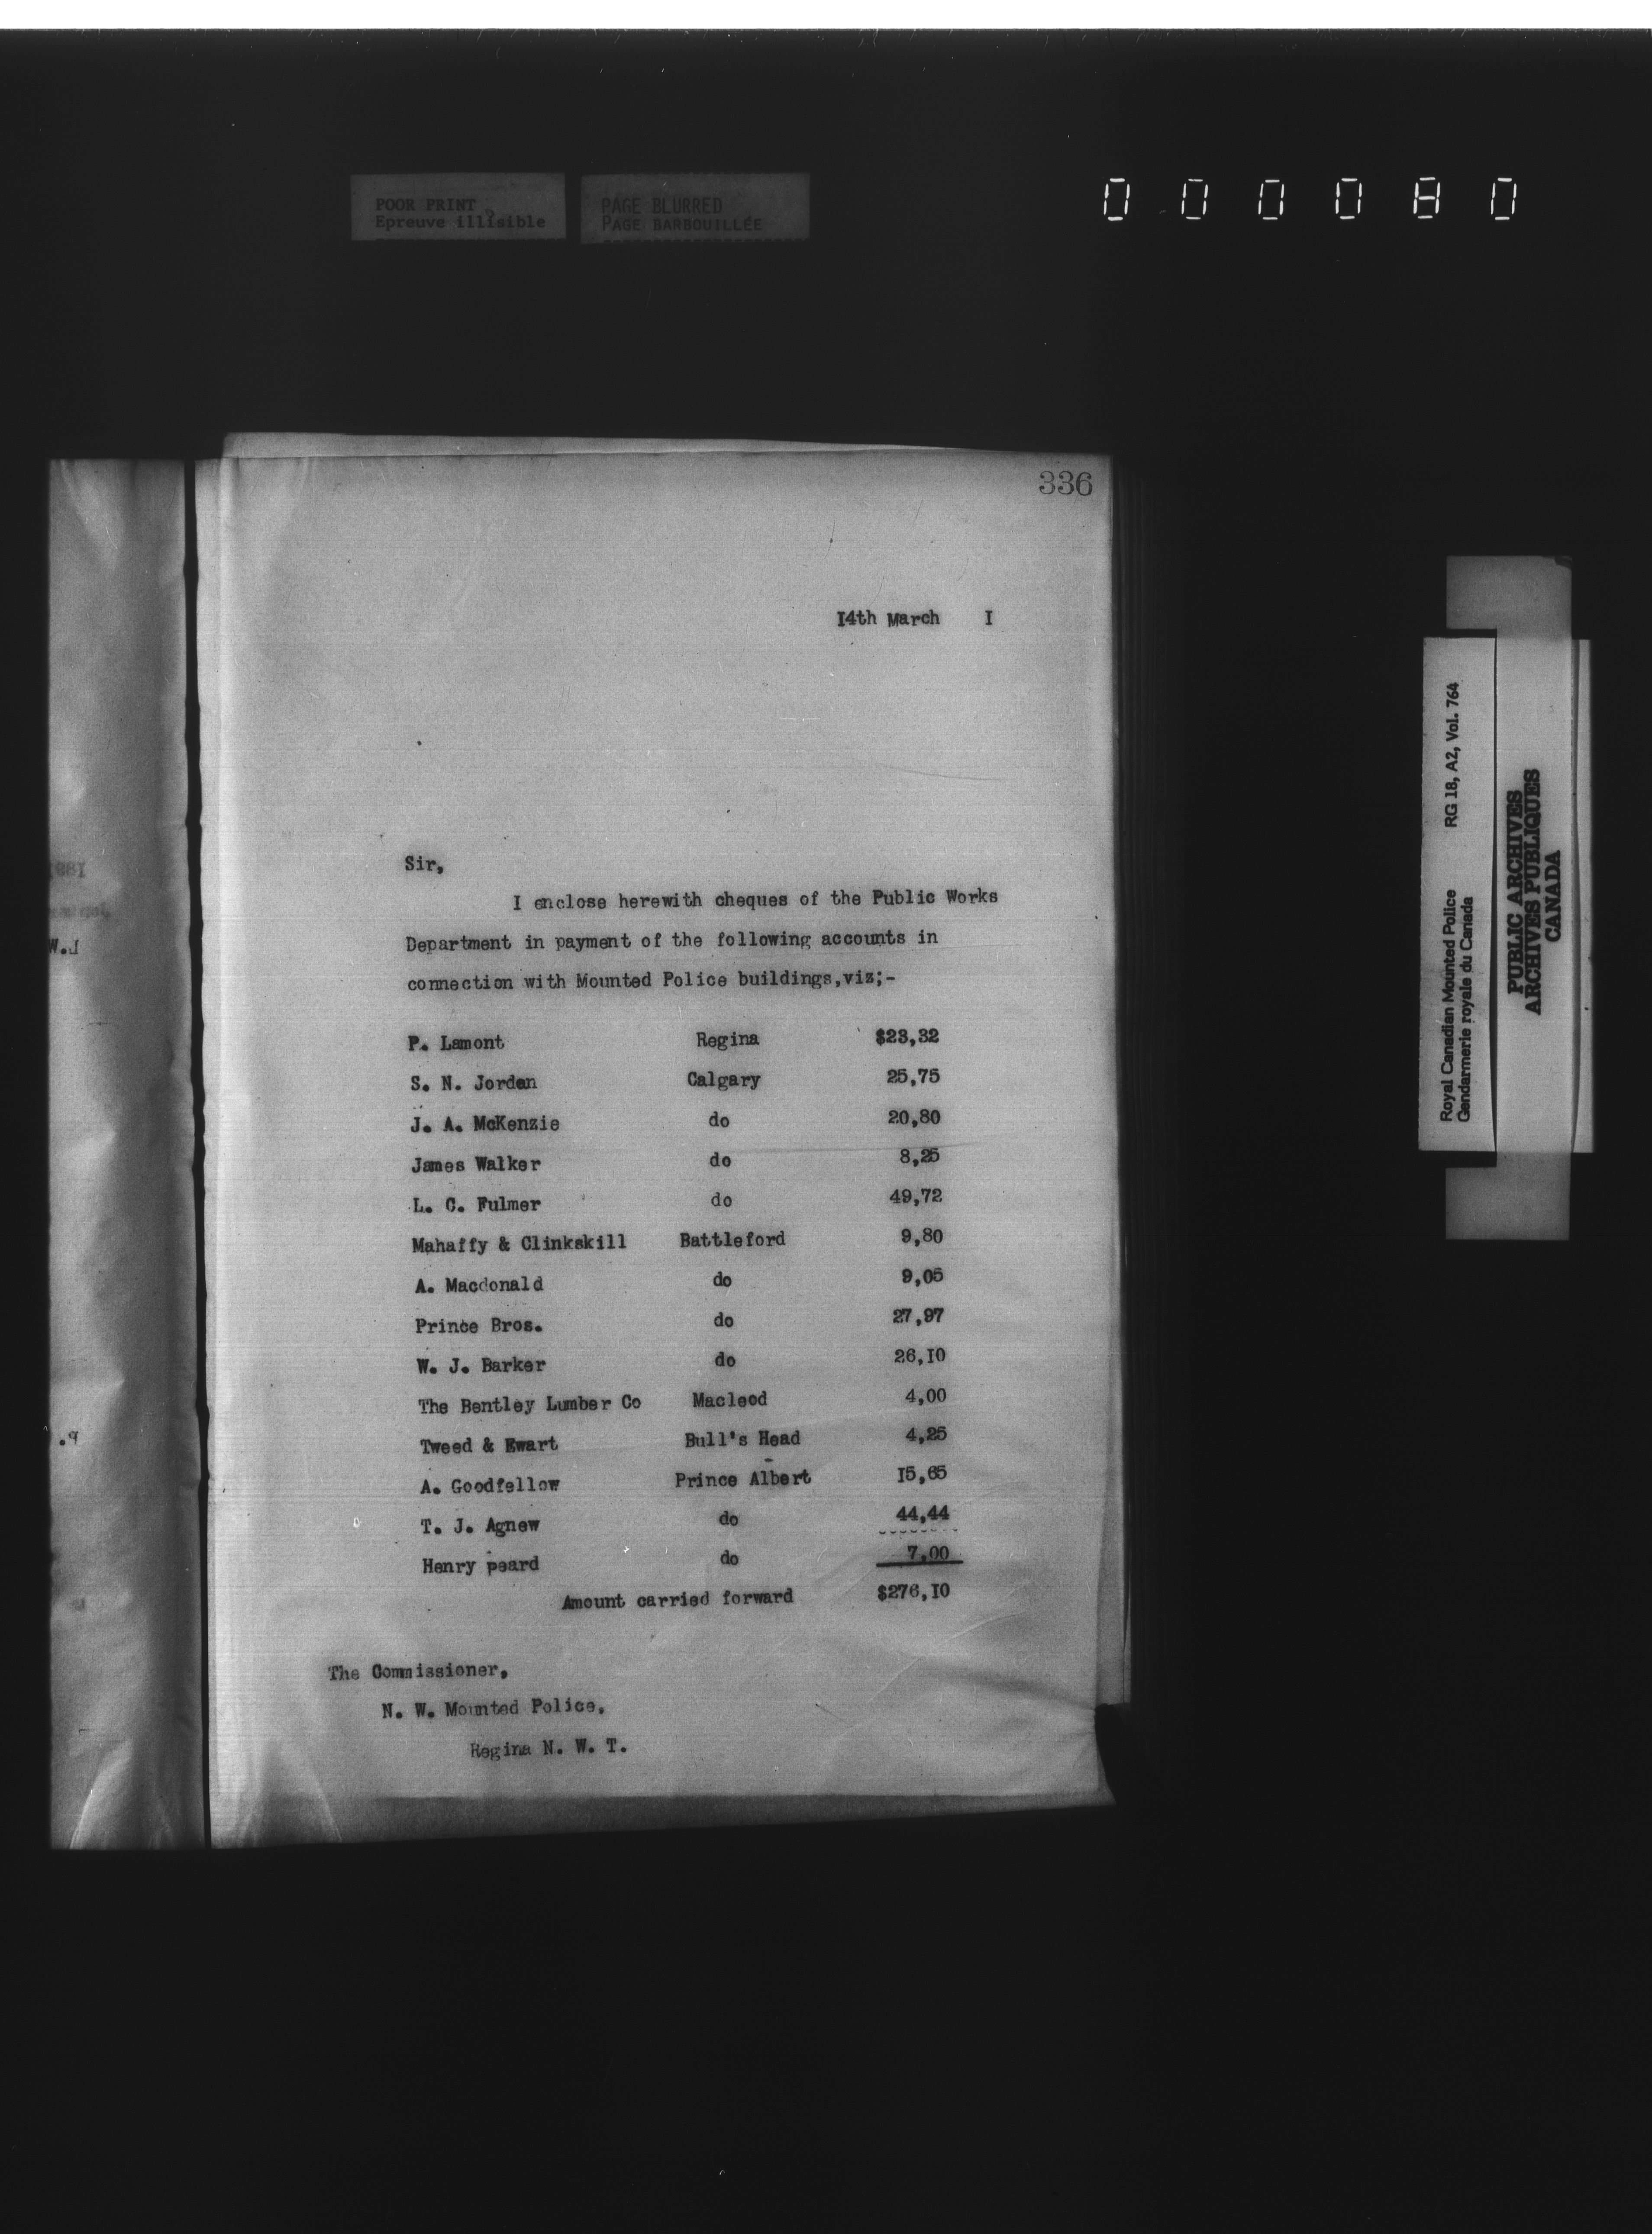 POOR PRINT
Epreuve illisible
PAGE BLURRED
PAGE BARBOUILLÉE
000080
336
I4th March I
Sir,
I enclose herewith cheques of the Public Works
Department in payment of the following accounts in
connection with Mounted Police buildings,viz;-
P. Lamont Regina $23,32
S. N. Jordan Calgary 25,75
J. A. McKenzie do 20,80
James Walker do 8,25
L. C. Fulmer do 49,72
Mahaffy & Clinkskill Battleford 9,80
A. Macdonald do 9,05
Prince Bros. do 27,97
W. J. Barker do 26,I0
The Bentley Lumber Co Macleod 4,00
Tweed & Ewart Bull's Head 4,25
A. Goodfellow Prince Albert I5,65
T. J. Agnew do 44,44
Henry peard do 7,00
Amount carried forward $276,I0
The Commissioner,
N. W. Mounted Police,
Regina N. W. T.
Royal Canadian Mounted Police RG 18, A2, Vol. 764
Gendarmerie royale du Canada
PUBLIC ARCHIVES
ARCHIVES PUBLIQUES
CANADA